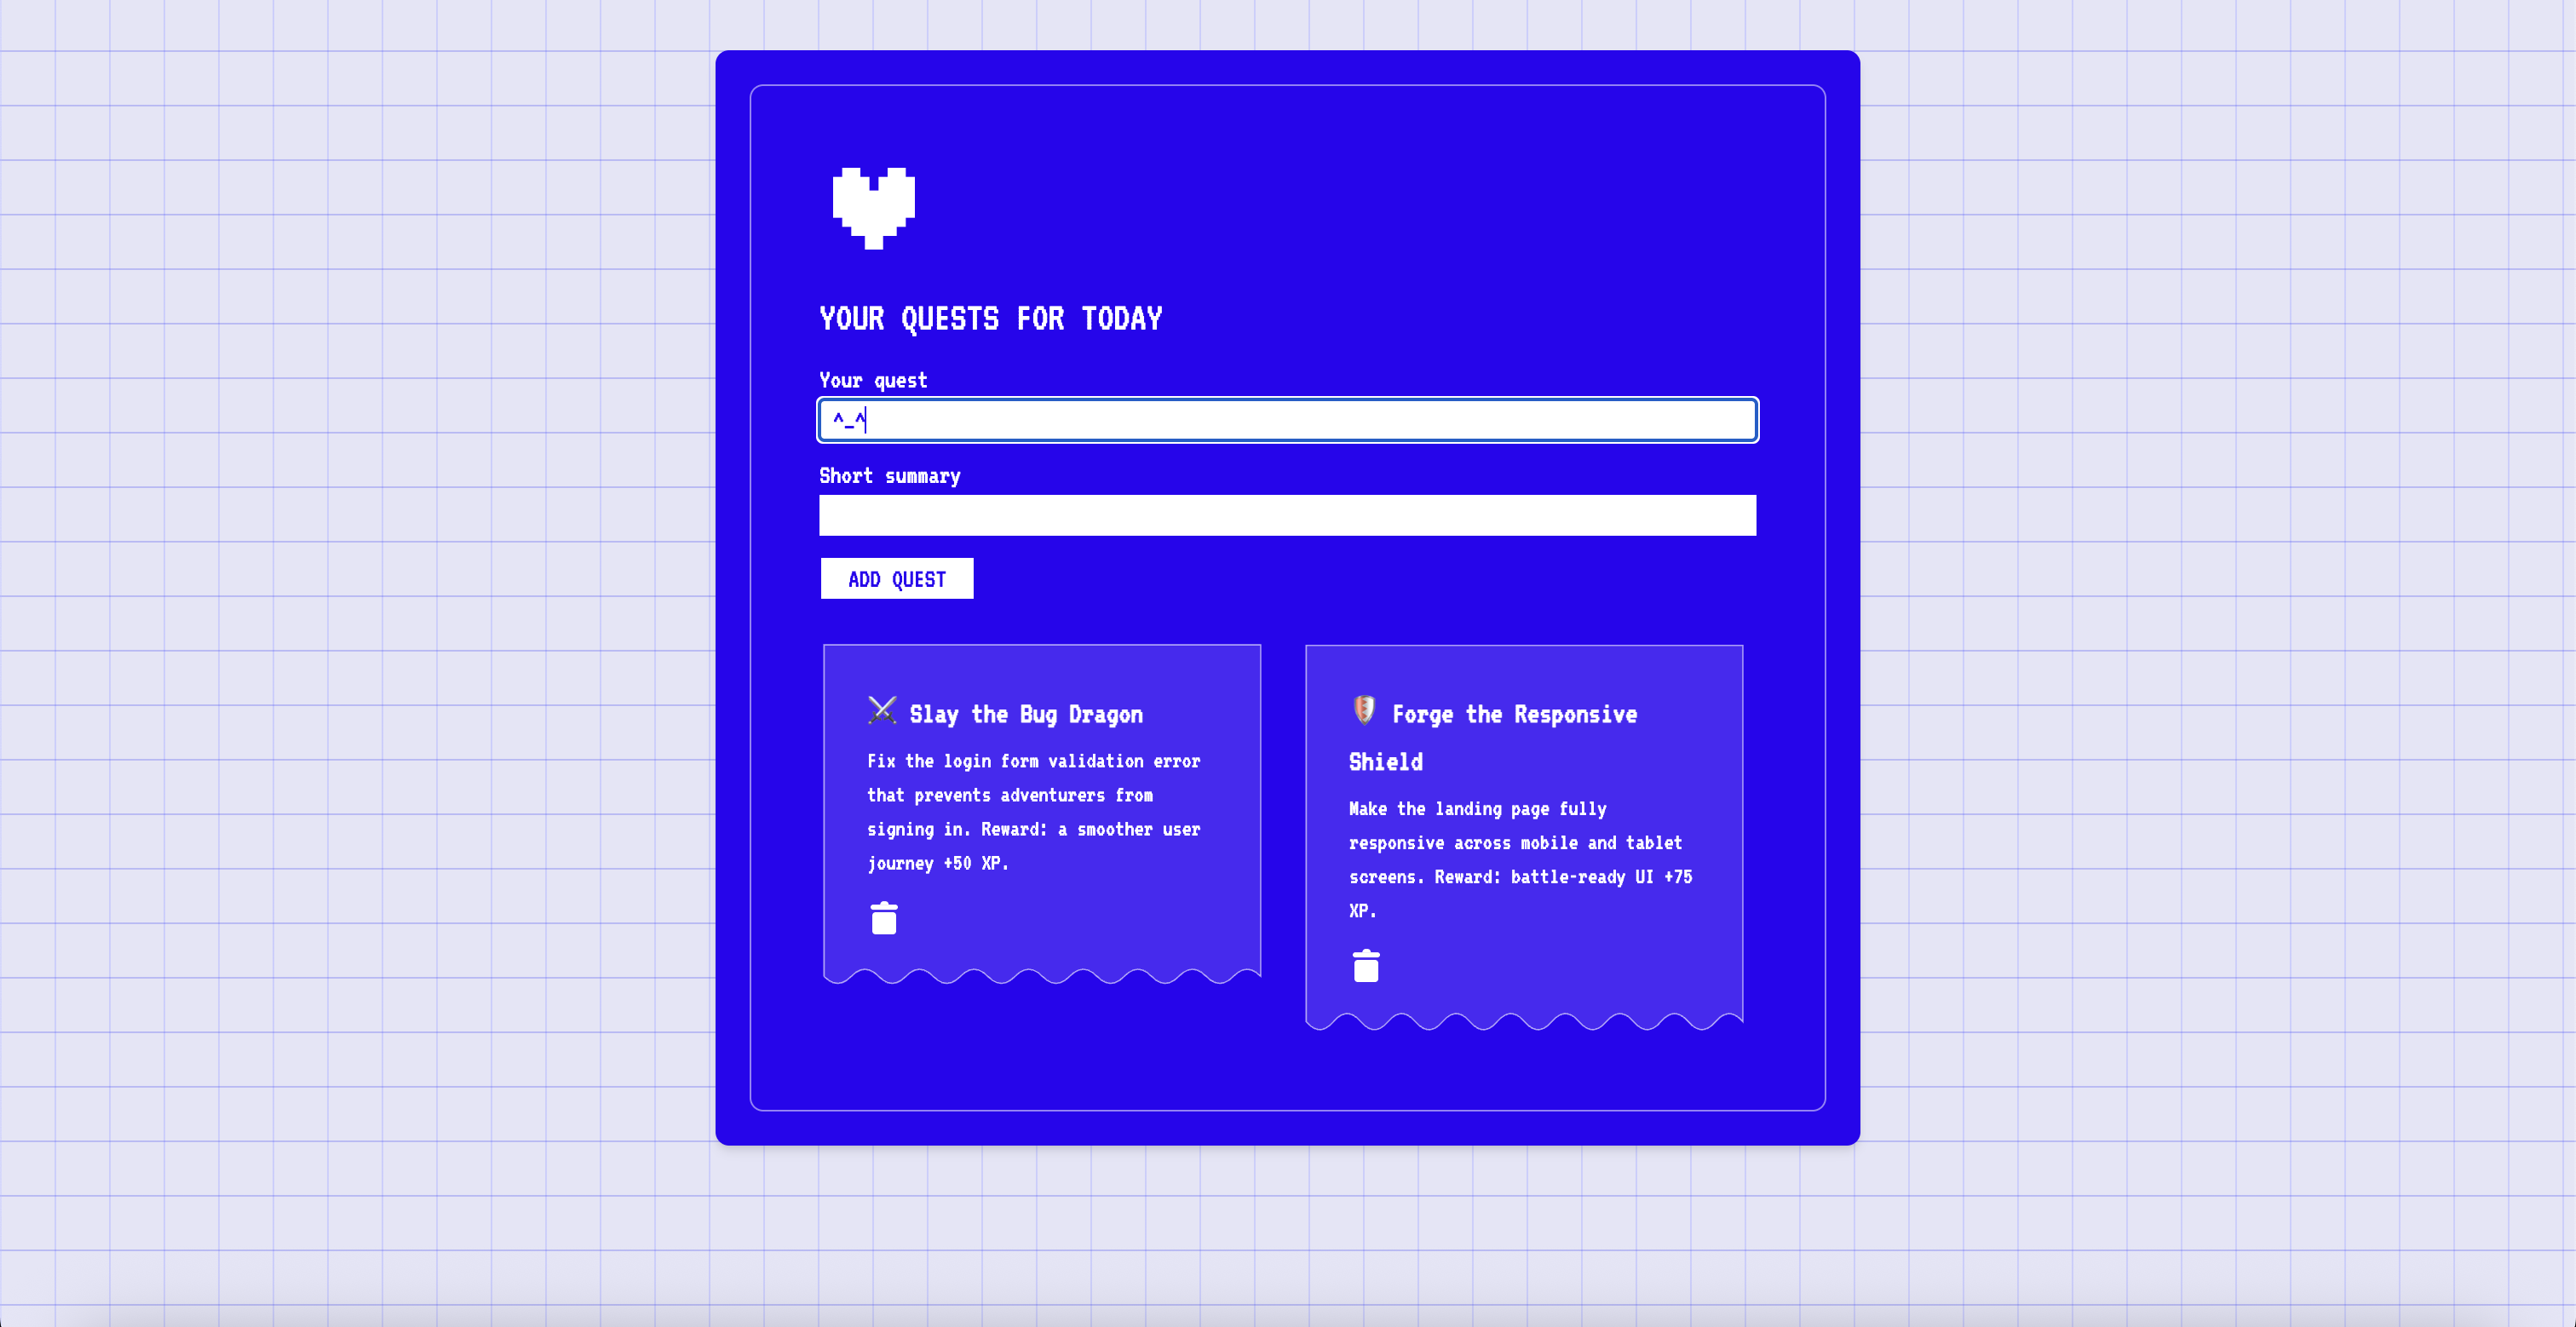 YOUR QUESTS FOR TODAY
Your quest
^_^
Short summary
ADD QUEST
⚔️ Slay the Bug Dragon
Fix the login form validation error
that prevents adventurers from
signing in. Reward: a smoother user
journey +50 XP.
🛡️ Forge the Responsive
Shield
Make the landing page fully
responsive across mobile and tablet
screens. Reward: battle-ready UI +75
XP.